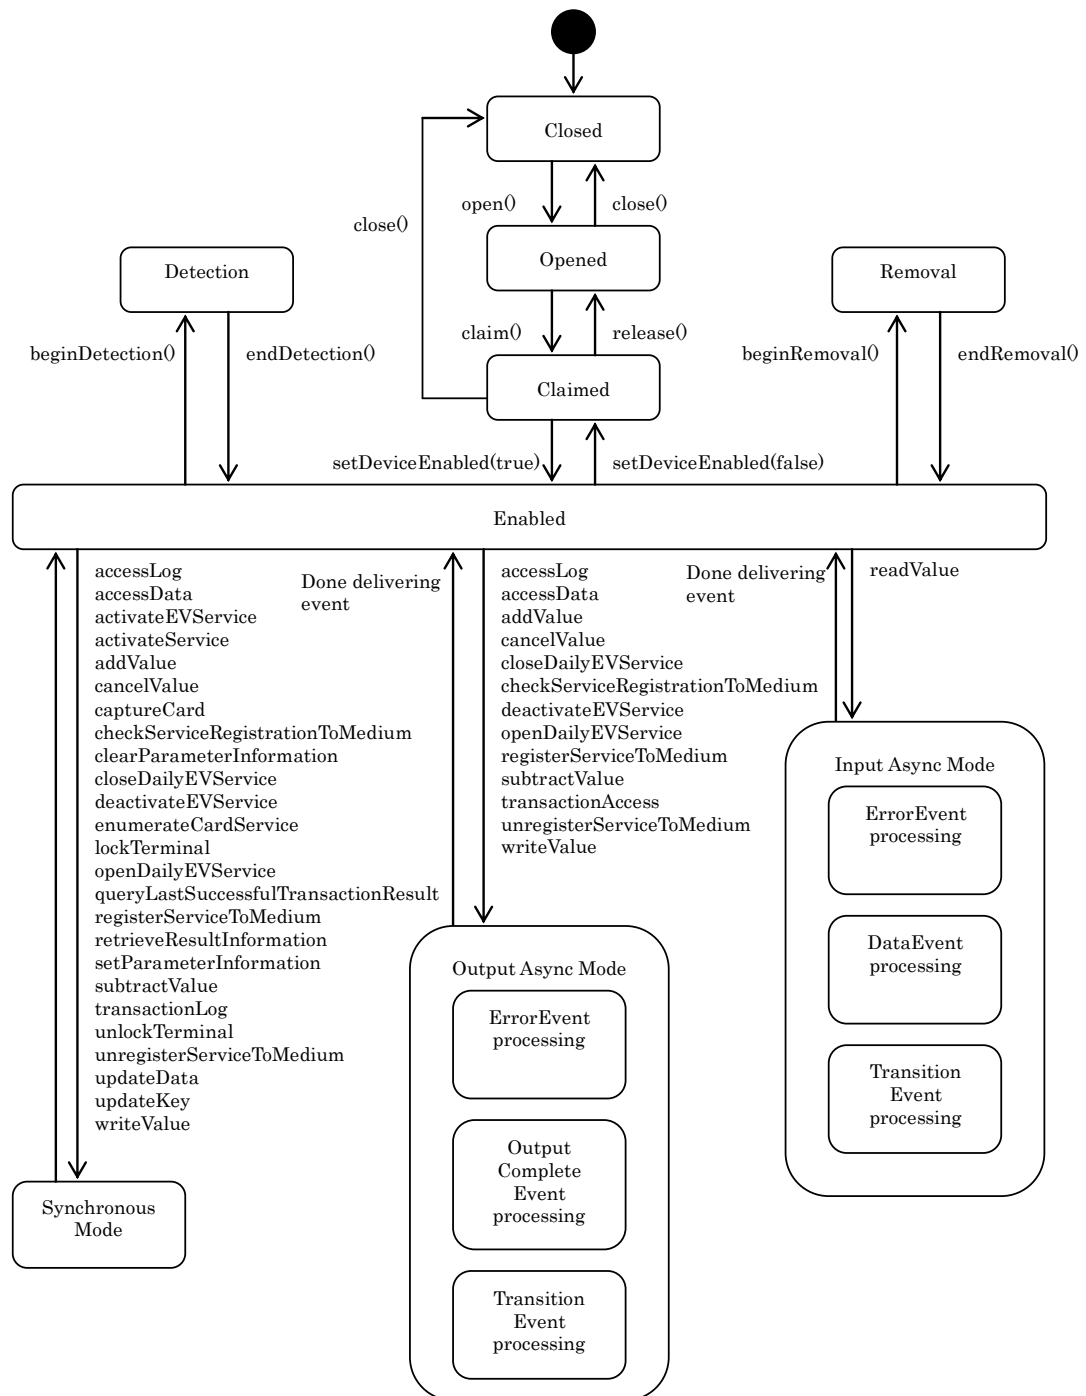 Closed
open()
close()
close()
Opened
Detection
Removal
claim()
release()
beginDetection()
endDetection()
beginRemoval()
endRemoval()
Claimed
setDeviceEnabled(true)
setDeviceEnabled(false)
Enabled
accessLog
accessData
activateEVService
activateService
addValue
cancelValue
captureCard
checkServiceRegistrationToMedium
clearParameterInformation
closeDailyEVService
deactivateEVService
enumerateCardService
lockTerminal
openDailyEVService
queryLastSuccessfulTransactionResult
registerServiceToMedium
retrieveResultInformation
setParameterInformation
subtractValue
transactionLog
unlockTerminal
unregisterServiceToMedium
updateData
updateKey
writeValue
Synchronous
Mode
Done delivering
event
accessLog
accessData
addValue
cancelValue
closeDailyEVService
checkServiceRegistrationToMedium
deactivateEVService
openDailyEVService
registerServiceToMedium
subtractValue
transactionAccess
unregisterServiceToMedium
writeValue
Output Async Mode
ErrorEvent
processing
Output
Complete
Event
processing
Transition
Event
processing
Done delivering
event
readValue
Input Async Mode
ErrorEvent
processing
DataEvent
processing
Transition
Event
processing